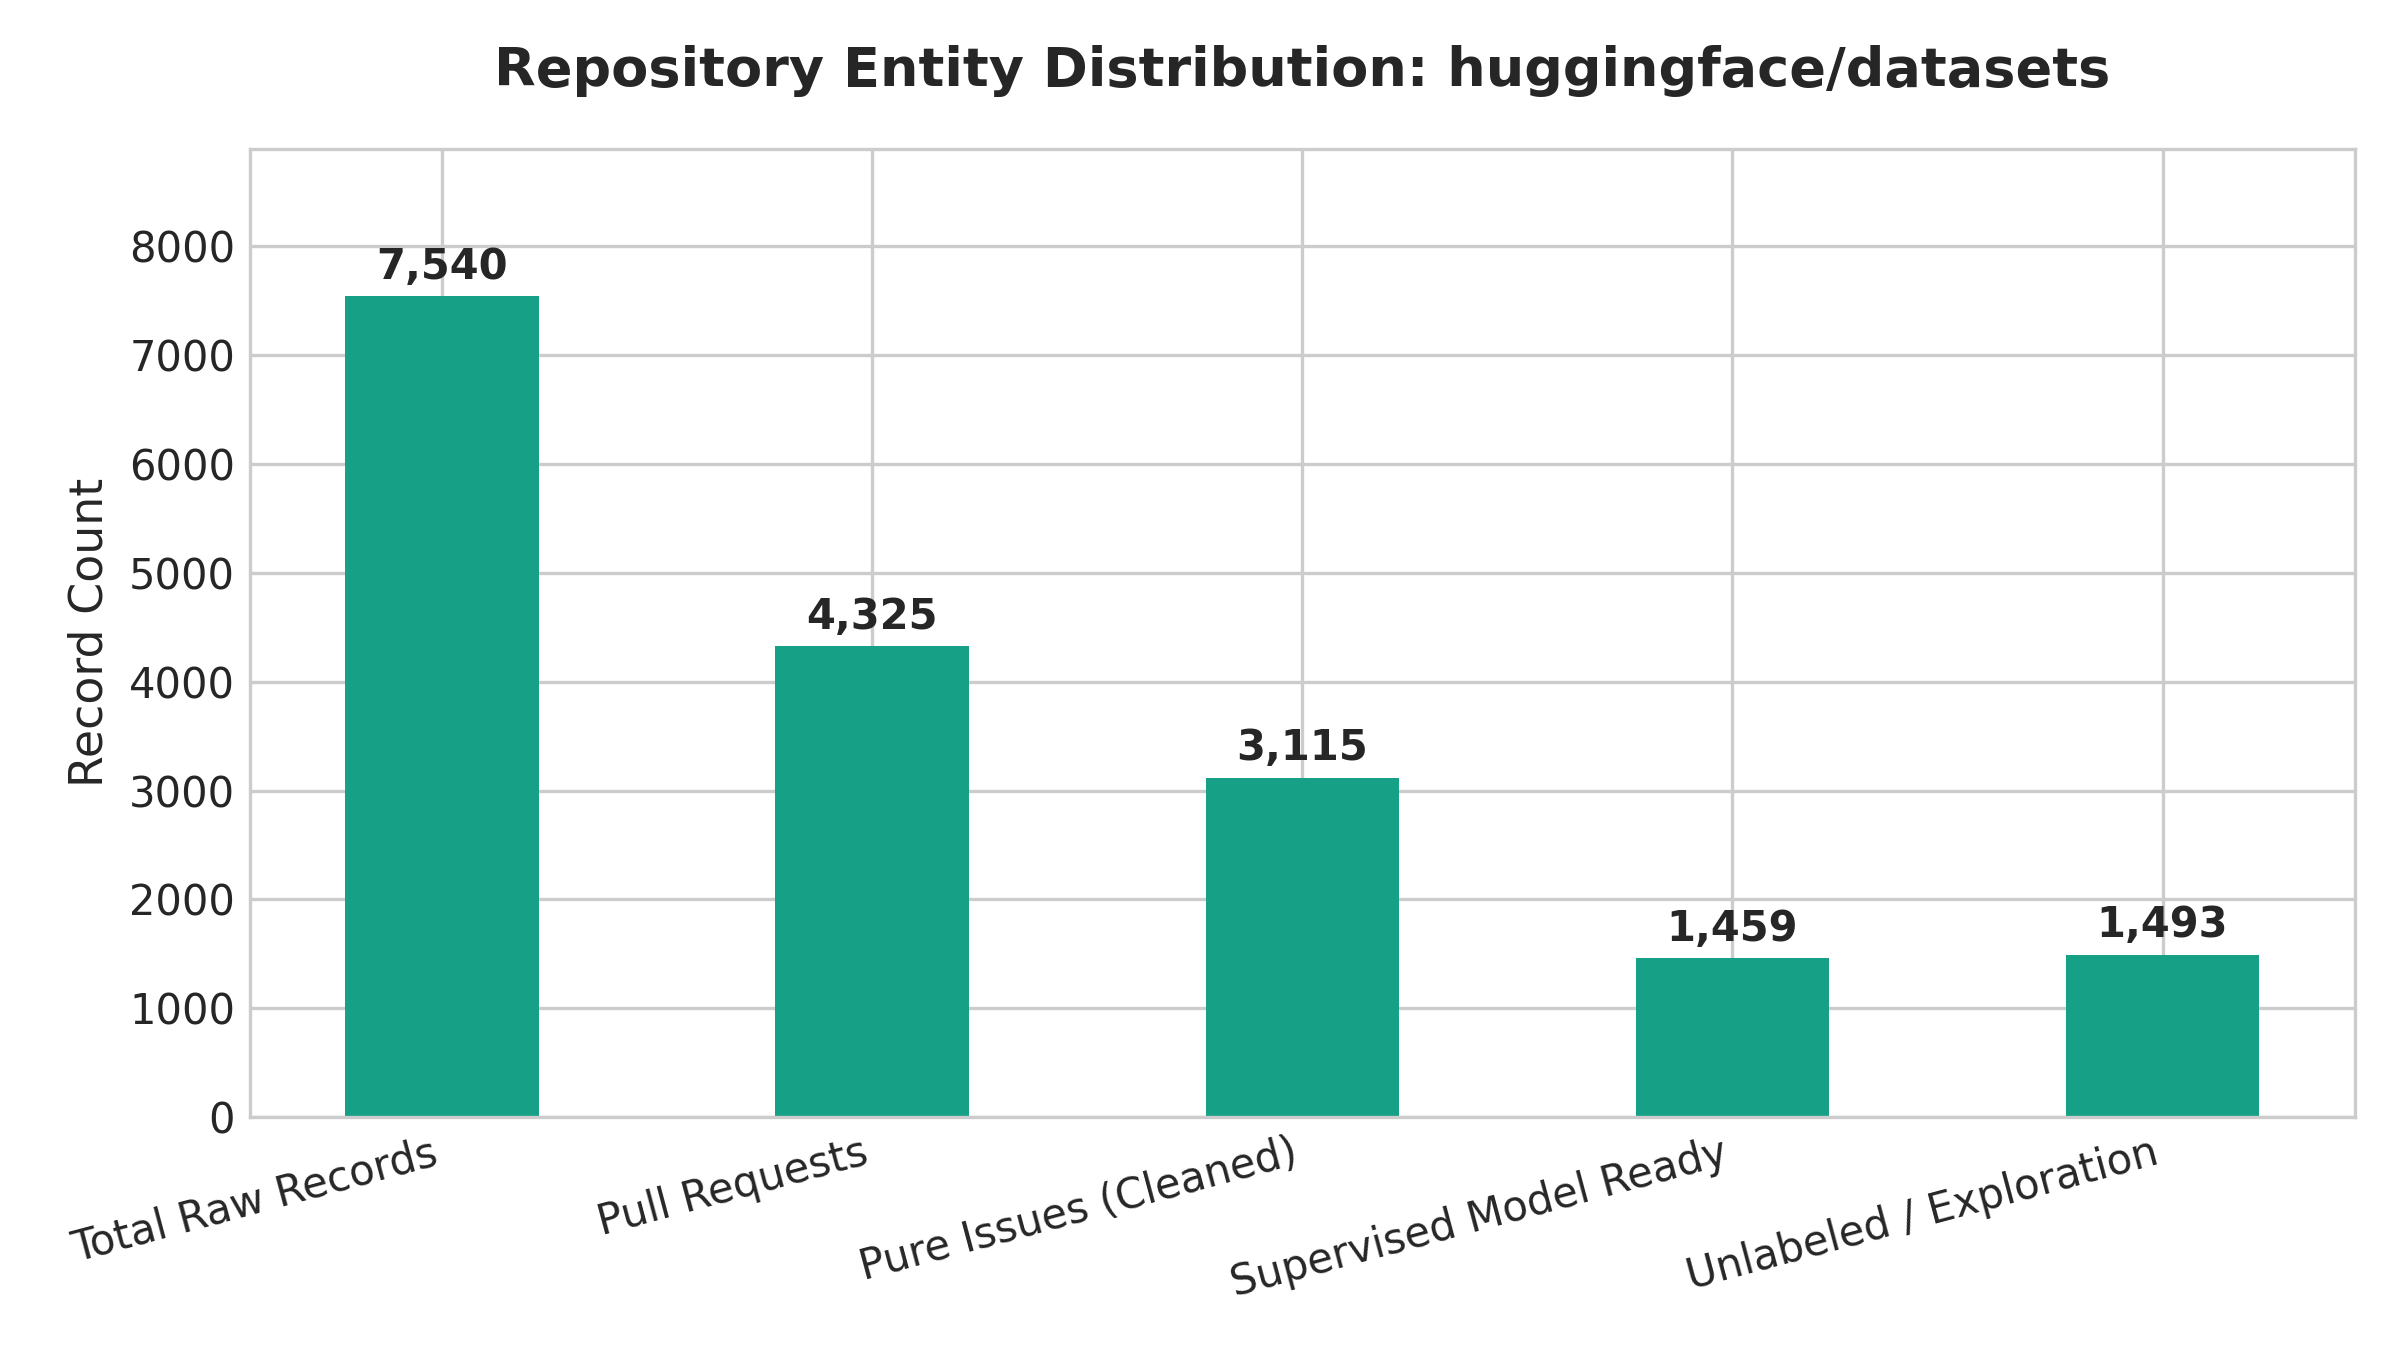 Repository Entity Distribution: huggingface/datasets
Record Count
8000
7000
6000
5000
4000
3000
2000
1000
0
7,540
4,325
3,115
1,459
1,493
Total Raw Records
Pull Requests
Pure Issues (Cleaned)
Supervised Model Ready
Unlabeled / Exploration